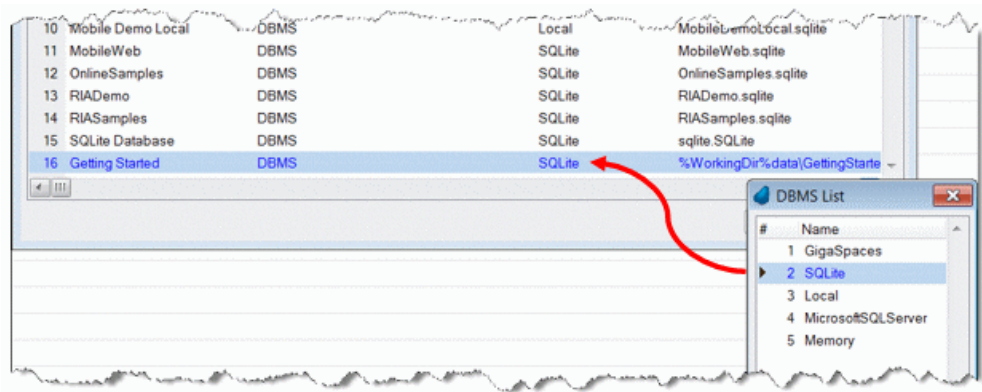 10 Mobile Demo Local DBMS Local MobileDemoLocal.sqlite
11 MobileWeb DBMS SQLite MobileWeb.sqlite
12 OnlineSamples DBMS SQLite OnlineSamples.sqlite
13 RIADemo DBMS SQLite RIADemo.sqlite
14 RIASamples DBMS SQLite RIASamples.sqlite
15 SQLite Database DBMS SQLite sqlite.SQLite
16 Getting Started DBMS SQLite %WorkingDir%data\GettingStarte
DBMS List
# Name
1 GigaSpaces
2 SQLite
3 Local
4 MicrosoftSQLServer
5 Memory